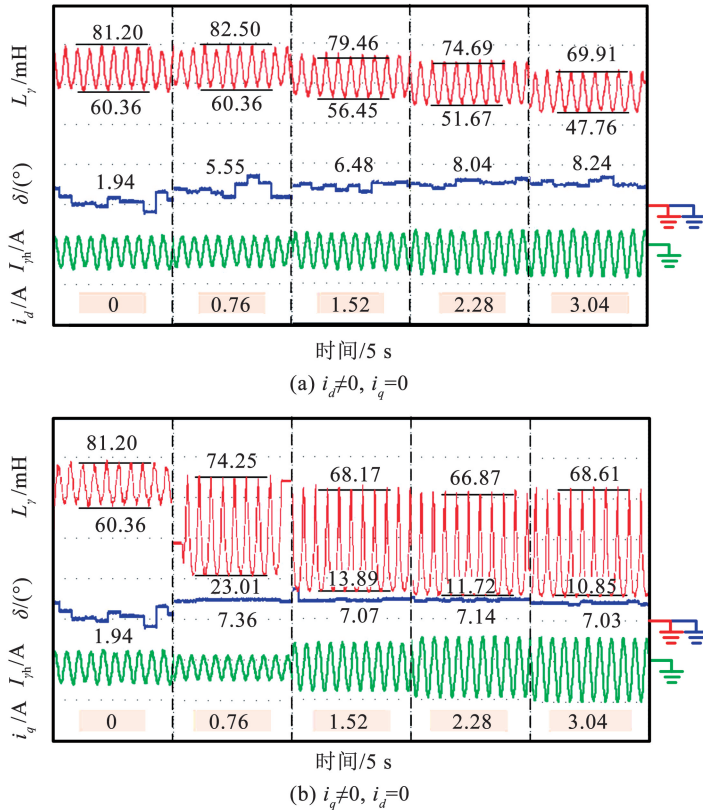 L_γ/mH
81.20 82.50 79.46 74.69 69.91
60.36 60.36 56.45 51.67 47.76
δ/(°)
1.94 5.55 6.48 8.04 8.24
I_γh/A
i_d/A
0 0.76 1.52 2.28 3.04
时间/5 s
(a) i_d≠0, i_q=0
L_γ/mH
81.20 74.25 68.17 66.87 68.61
60.36 23.01 13.89 11.72 10.85
δ/(°)
1.94 7.36 7.07 7.14 7.03
I_γh/A
i_q/A
0 0.76 1.52 2.28 3.04
时间/5 s
(b) i_q≠0, i_d=0